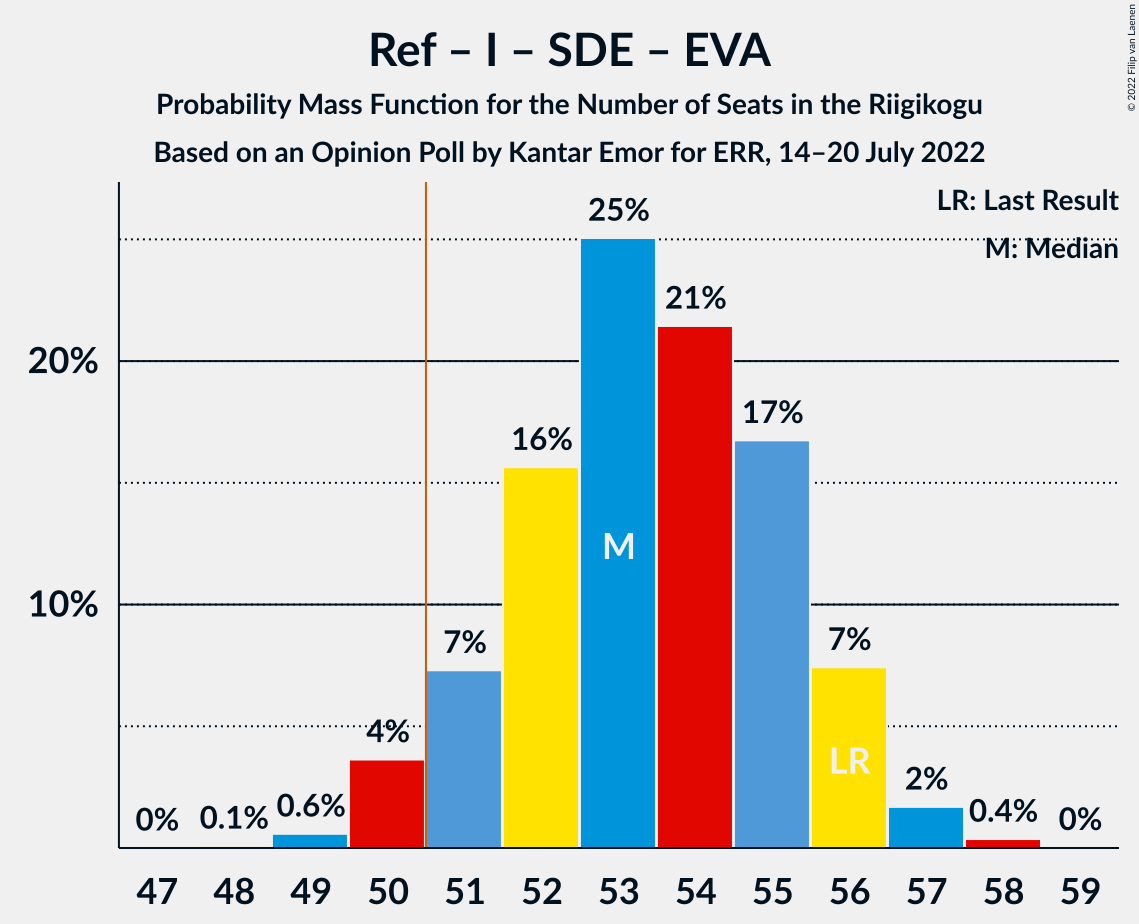 Ref – I – SDE – EVA
Probability Mass Function for the Number of Seats in the Riigikogu
Based on an Opinion Poll by Kantar Emor for ERR, 14–20 July 2022
© 2022 Filip van Laenen
LR: Last Result
M: Median
25%
21%
20%
17%
16%
M
10%
7%
7%
LR
4%
2%
0%
0.1%
0.6%
0.4%
0%
47 48 49 50 51 52 53 54 55 56 57 58 59